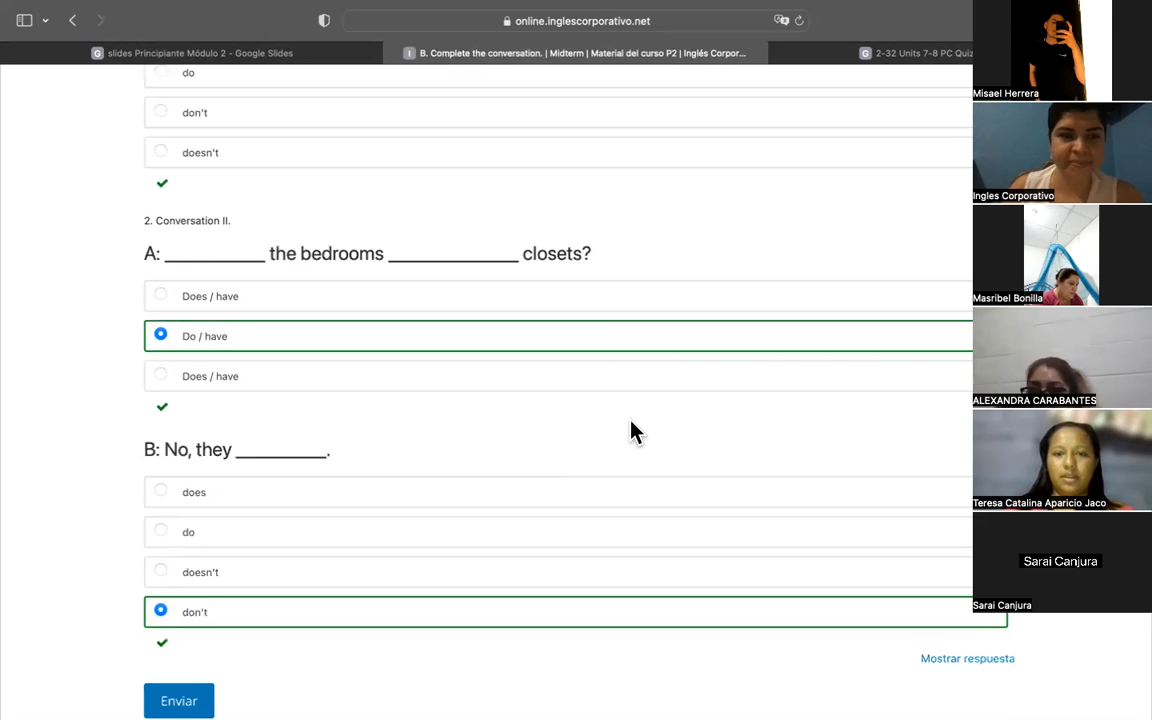 online.inglescorporativo.net
slides Principiante Módulo 2 - Google Slides
B. Complete the conversation. | Midterm | Material del curso P2 | Inglés Corpor...
2-32 Units 7-8 PC Quiz
do
don't
doesn't
2. Conversation II.
A: __________ the bedrooms _____________ closets?
Does / have
Do / have
Does / have
B: No, they _________.
does
do
doesn't
don't
Mostrar respuesta
Enviar
Misael Herrera
Ingles Corporativo
Masribel Bonilla
ALEXANDRA CARABANTES
Teresa Catalina Aparicio Jaco
Sarai Canjura
Sarai Canjura